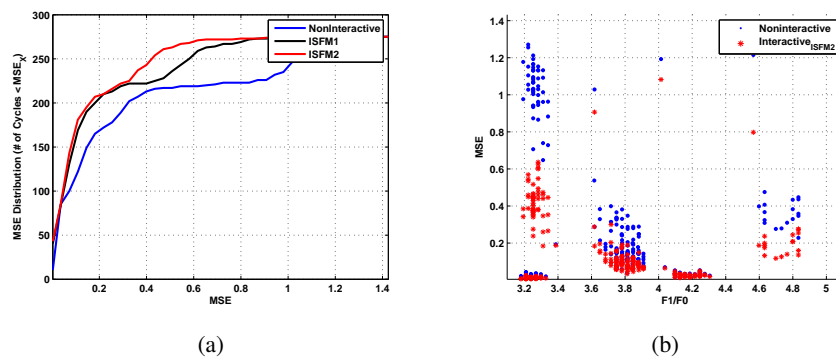 300
250
200
150
100
50
0
MSE Distribution (# of Cycles < MSE_X)
0.2
0.4
0.6
0.8
1
1.2
1.4
MSE
NonInteractive
ISFM1
ISFM2
(a)
1.4
1.2
1
0.8
0.6
0.4
0.2
MSE
3.2
3.4
3.6
3.8
4
4.2
4.4
4.6
4.8
5
F1/F0
Noninteractive
Interactive_ISFM2
(b)